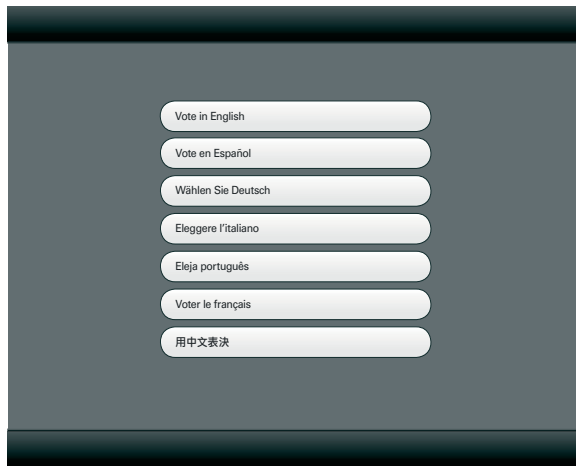 Vote in English
Vote en Español
Wählen Sie Deutsch
Eleggere l'italiano
Eleja português
Voter le français
用中文表決